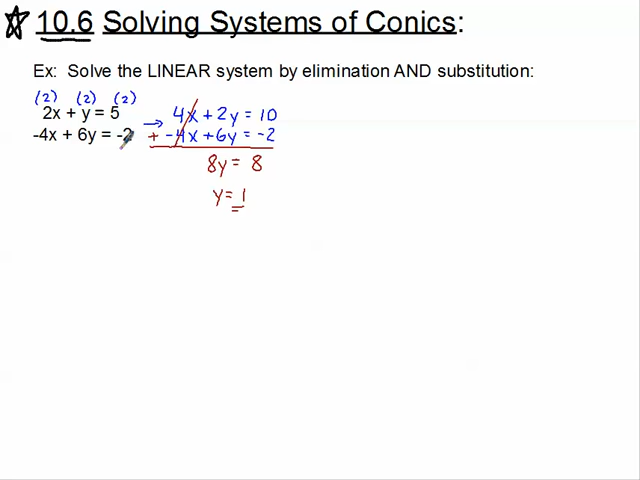 ☆ 10.6 Solving Systems of Conics:
Ex: Solve the LINEAR system by elimination AND substitution:
(2) (2) (2)
2x + y = 5
-4x + 6y = -2
→ 4x + 2y = 10
+ -4x + 6y = -2
8y = 8
y = 1